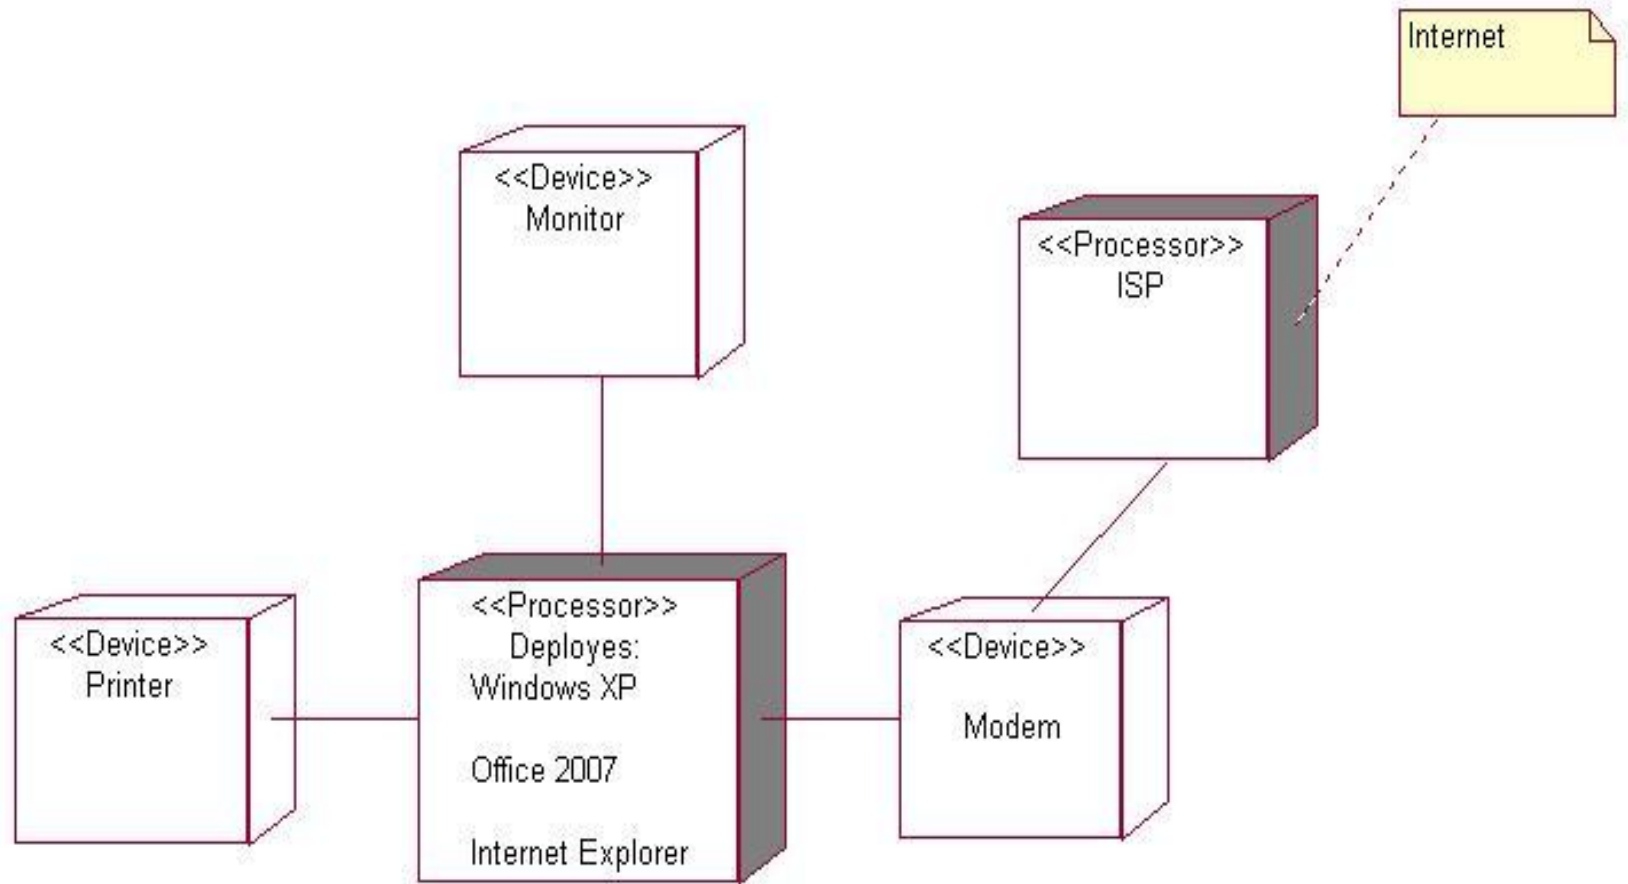 Internet
<<Device>>
Monitor
<<Processor>>
ISP
<<Device>>
Printer
<<Processor>>
Deployes:
Windows XP
Office 2007
Internet Explorer
<<Device>>
Modem